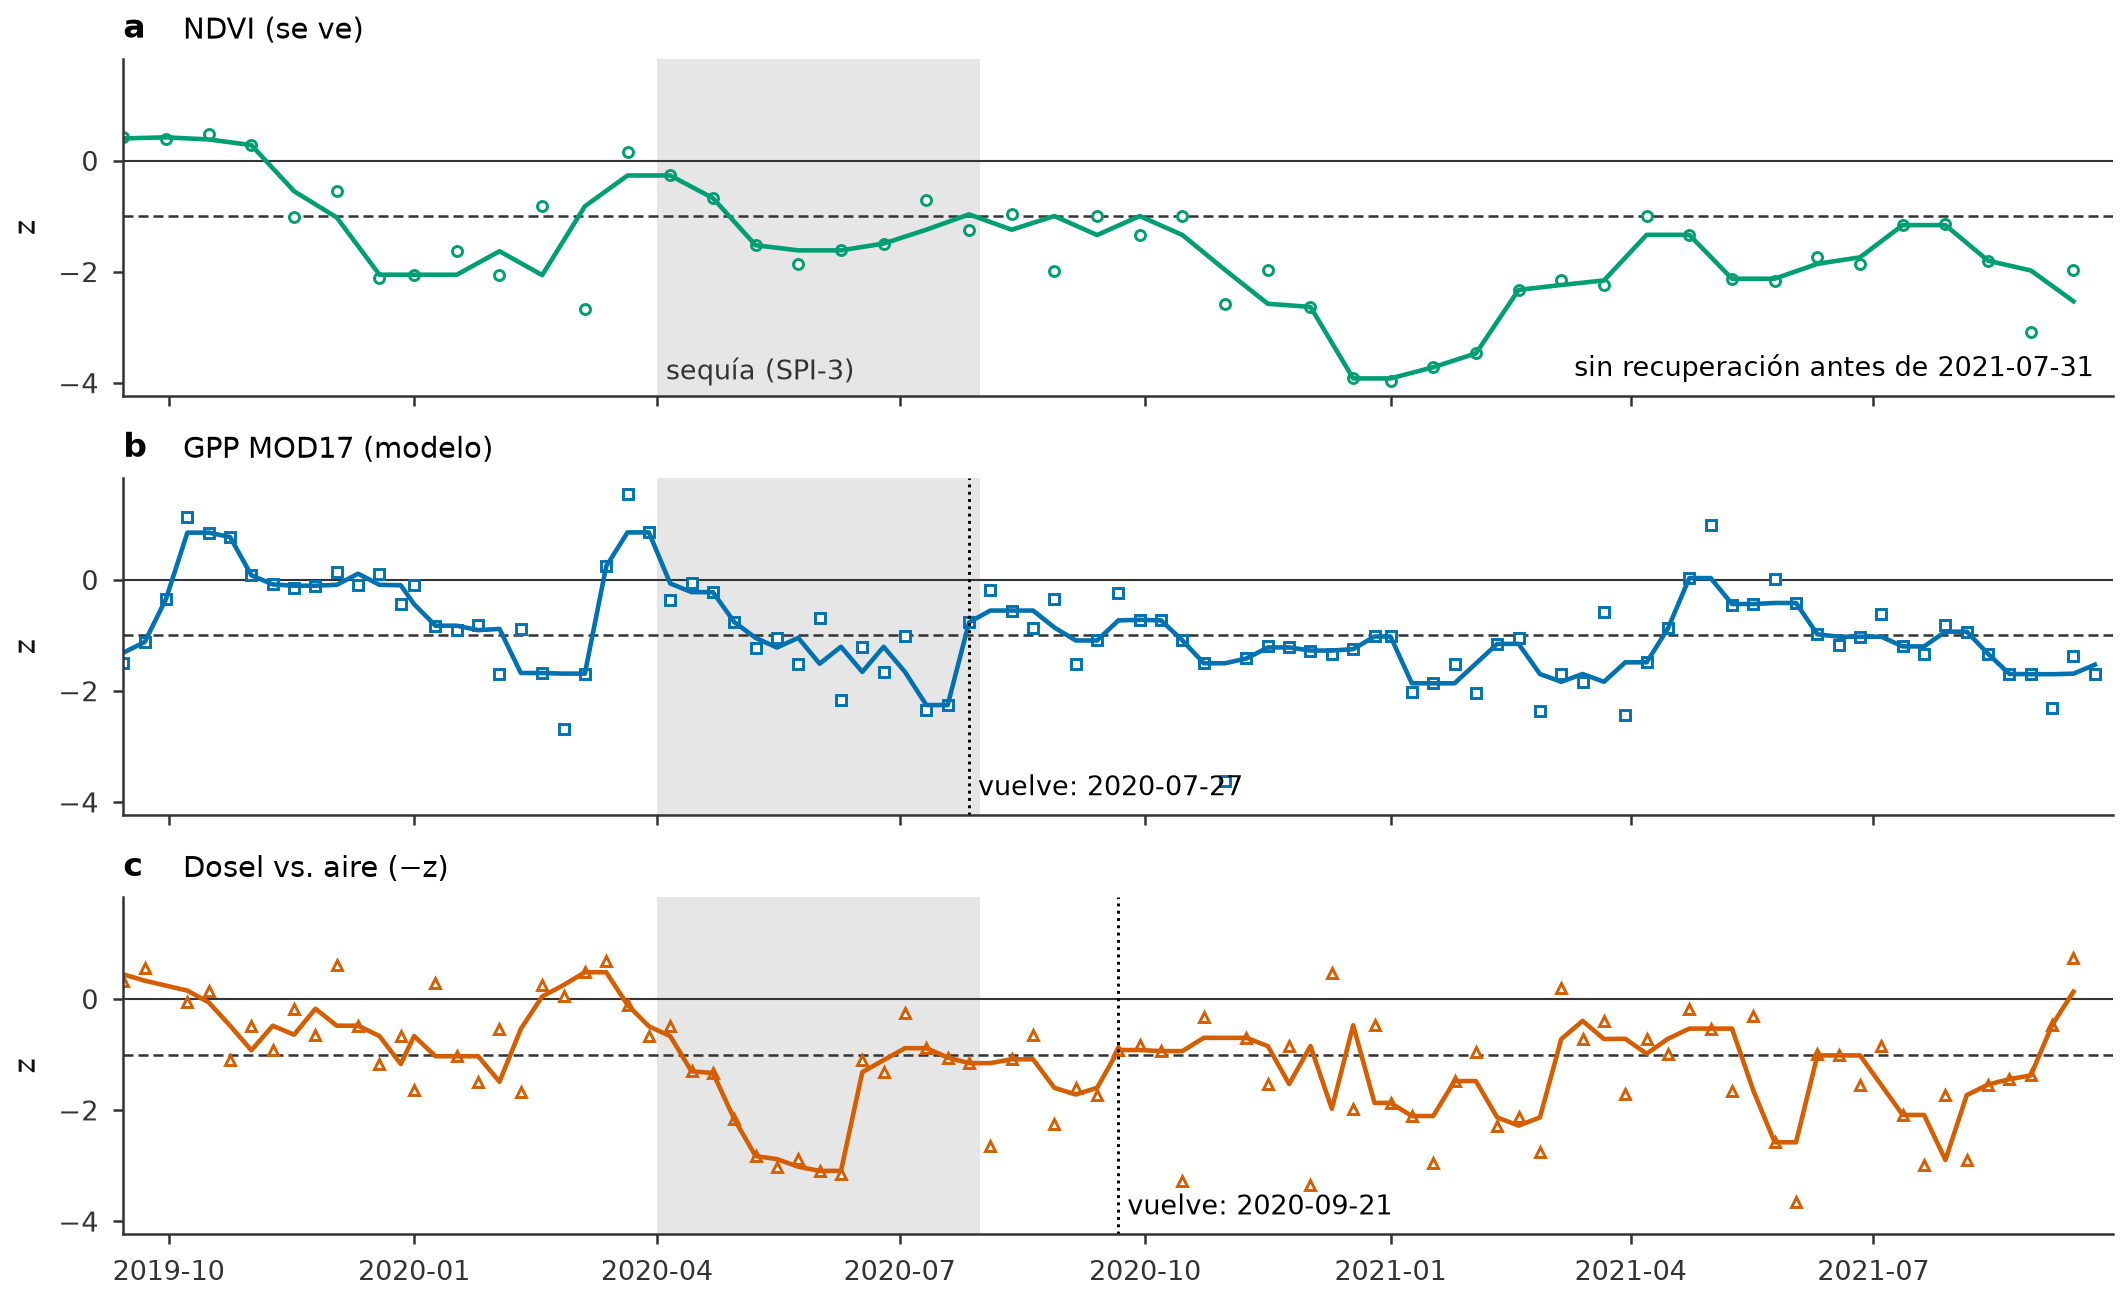 a NDVI (se ve)
0
−2
−4
z
sequía (SPI-3)
sin recuperación antes de 2021-07-31
b GPP MOD17 (modelo)
0
−2
−4
z
vuelve: 2020-07-27
c Dosel vs. aire (−z)
0
−2
−4
z
vuelve: 2020-09-21
2019-10 2020-01 2020-04 2020-07 2020-10 2021-01 2021-04 2021-07